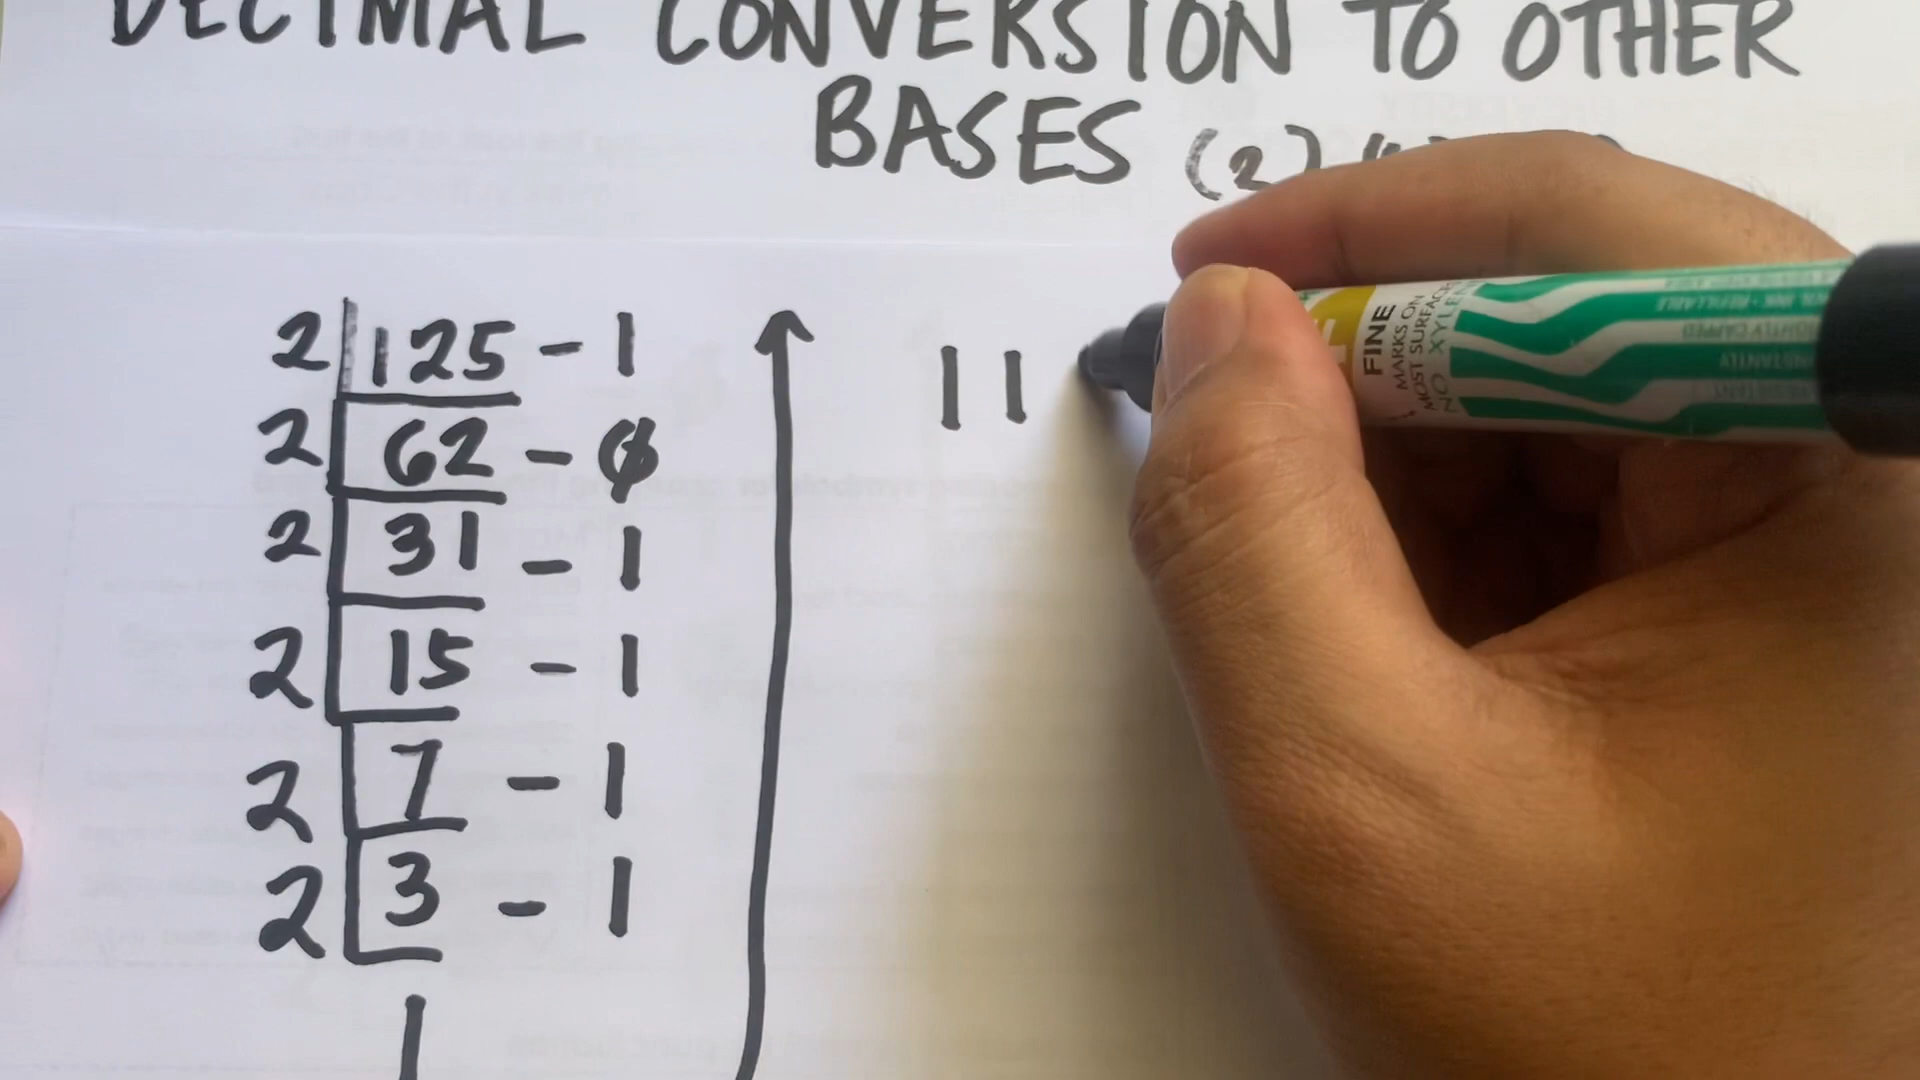 DECIMAL CONVERSION TO OTHER
BASES (2)
2 125 - 1
2 62 - 0
2 31 - 1
2 15 - 1
2 7 - 1
2 3 - 1
1
11
FINE
MARKS ON
MOST SURFACES
NO XYLENE